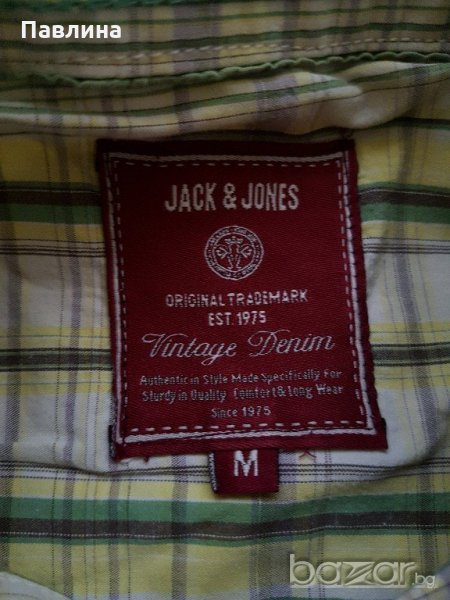 Павлина
JACK & JONES
ORIGINAL TRADEMARK
EST. 1975
Vintage Denim
Authentic in Style Made Specifically For
Sturdy in Quality Comfort & Long Wear
Since 1975
M
bazar.bg